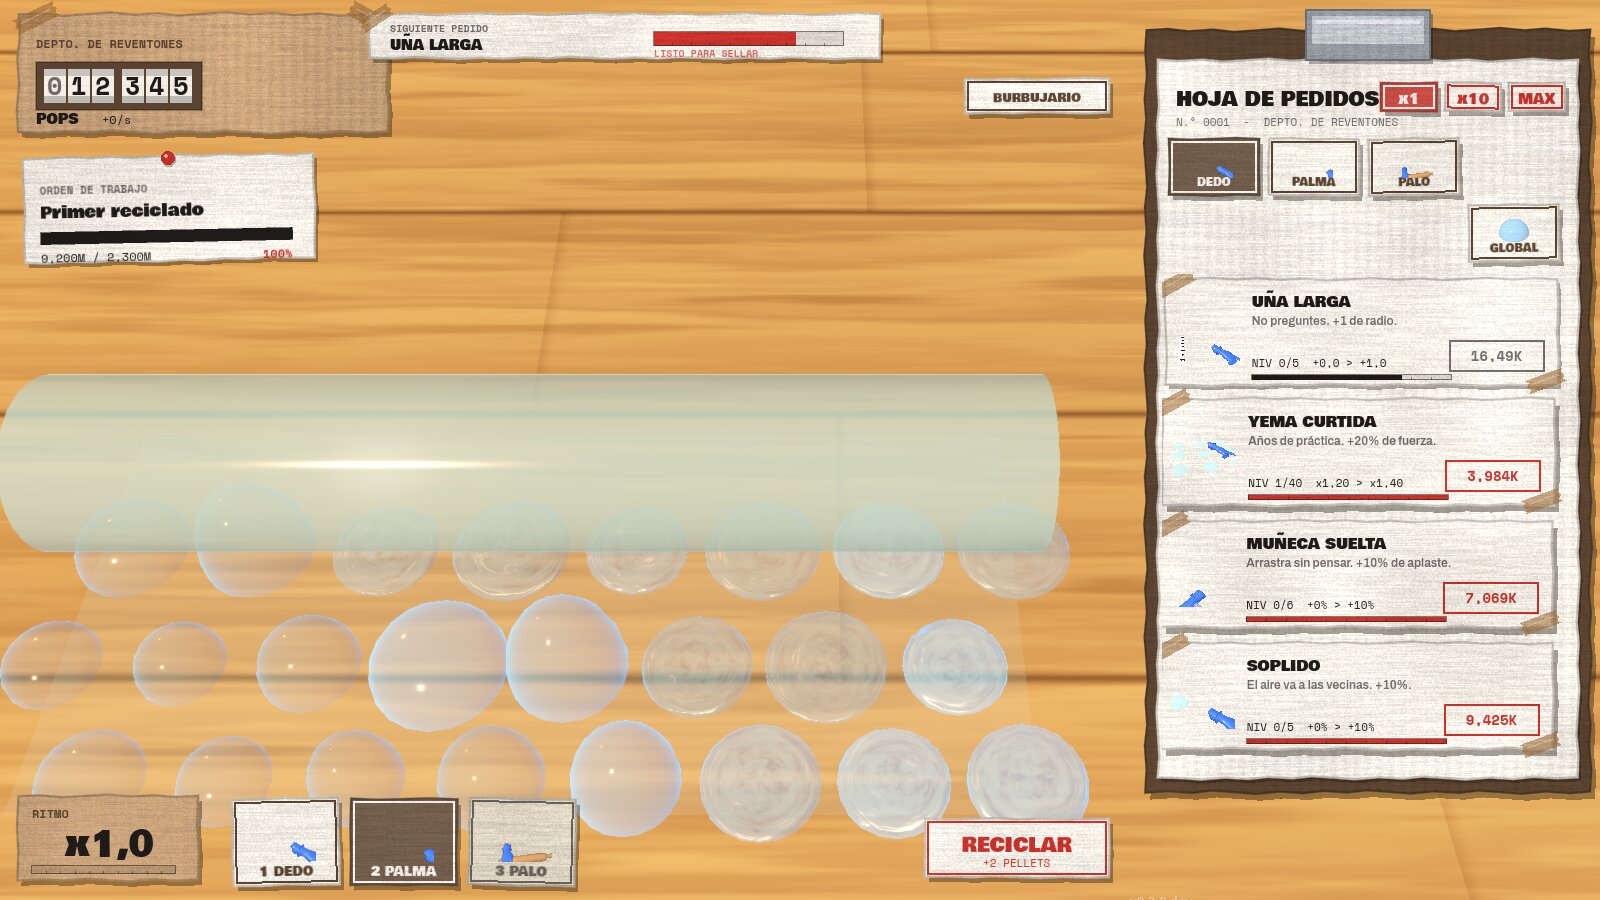 DEPTO. DE REVENTONES
012 345
POPS +0/s
SIGUIENTE PEDIDO
UÑA LARGA
LISTO PARA SELLAR
BURBUJARIO
ORDEN DE TRABAJO
Primer reciclado
9,200M / 2,300M 100%
HOJA DE PEDIDOS x1 x10 MAX
N.° 0001 - DEPTO. DE REVENTONES
DEDO PALMA PALO
GLOBAL
UÑA LARGA
No preguntes. +1 de radio.
NIV 0/5 +0,0 > +1,0 16,49K
YEMA CURTIDA
Años de práctica. +20% de fuerza.
NIV 1/40 x1,20 > x1,40 3,984K
MUÑECA SUELTA
Arrastra sin pensar. +10% de aplaste.
NIV 0/6 +0% > +10% 7,069K
SOPLIDO
El aire va a las vecinas. +10%.
NIV 0/5 +0% > +10% 9,425K
RITMO
x1,0
1 DEDO 2 PALMA 3 PALO
RECICLAR
+2 PELLETS